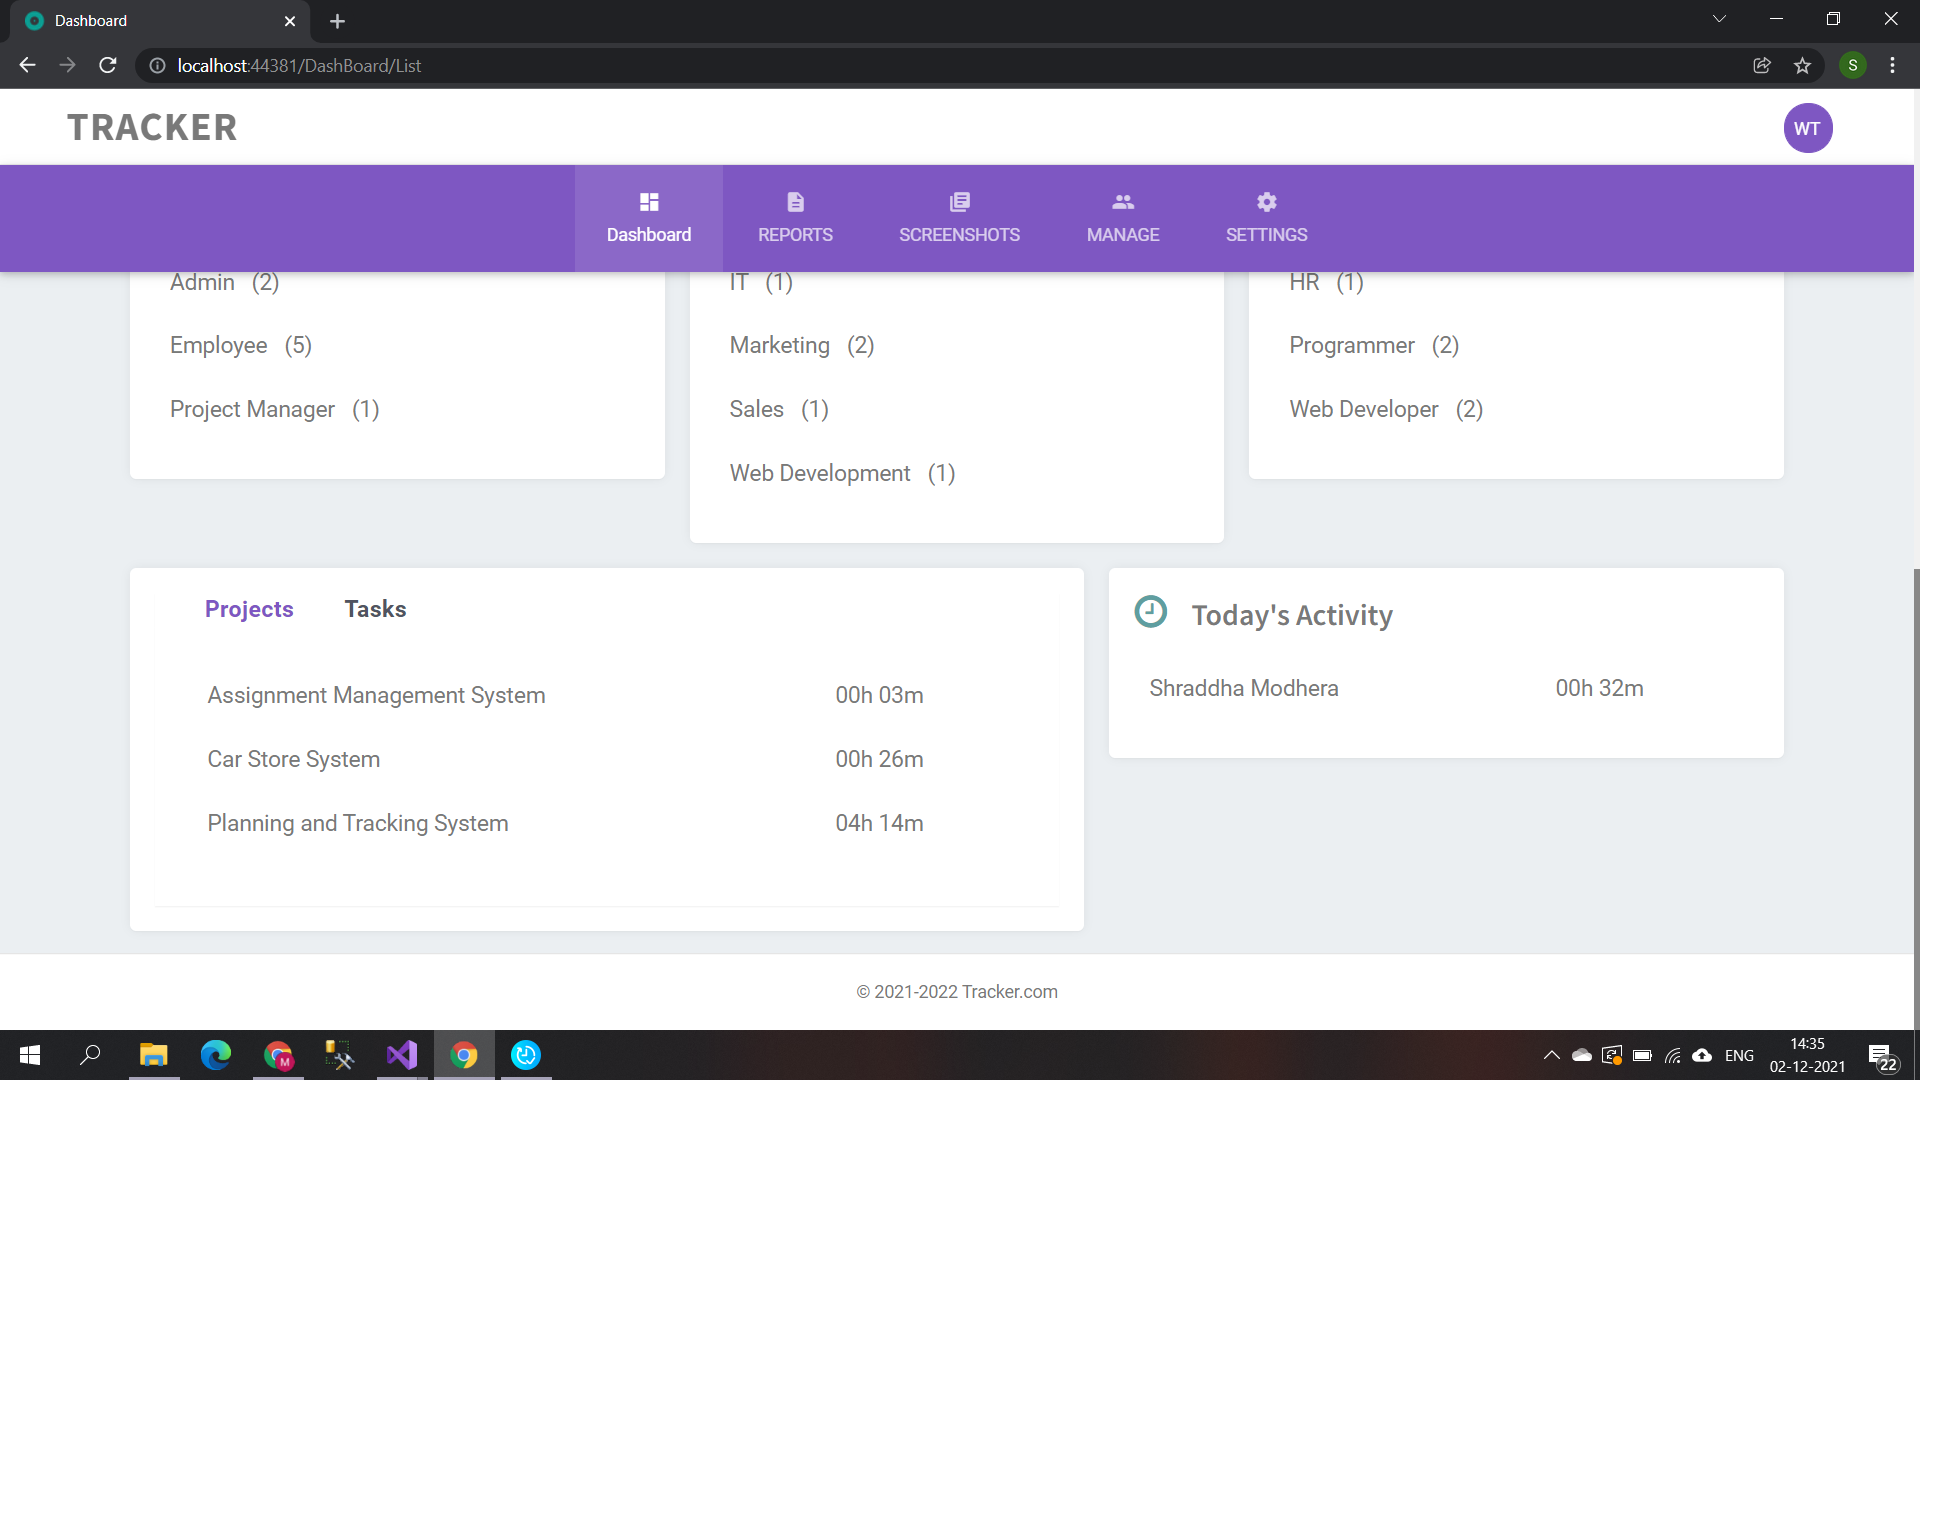 Dashboard
localhost:44381/DashBoard/List
S
TRACKER
WT
Dashboard
REPORTS
SCREENSHOTS
MANAGE
SETTINGS
Admin (2)
Employee (5)
Project Manager (1)
IT (1)
Marketing (2)
Sales (1)
Web Development (1)
HR (1)
Programmer (2)
Web Developer (2)
Projects
Tasks
Assignment Management System 00h 03m
Car Store System 00h 26m
Planning and Tracking System 04h 14m
Today's Activity
Shraddha Modhera 00h 32m
© 2021-2022 Tracker.com
M
ENG
14:35
02-12-2021
22